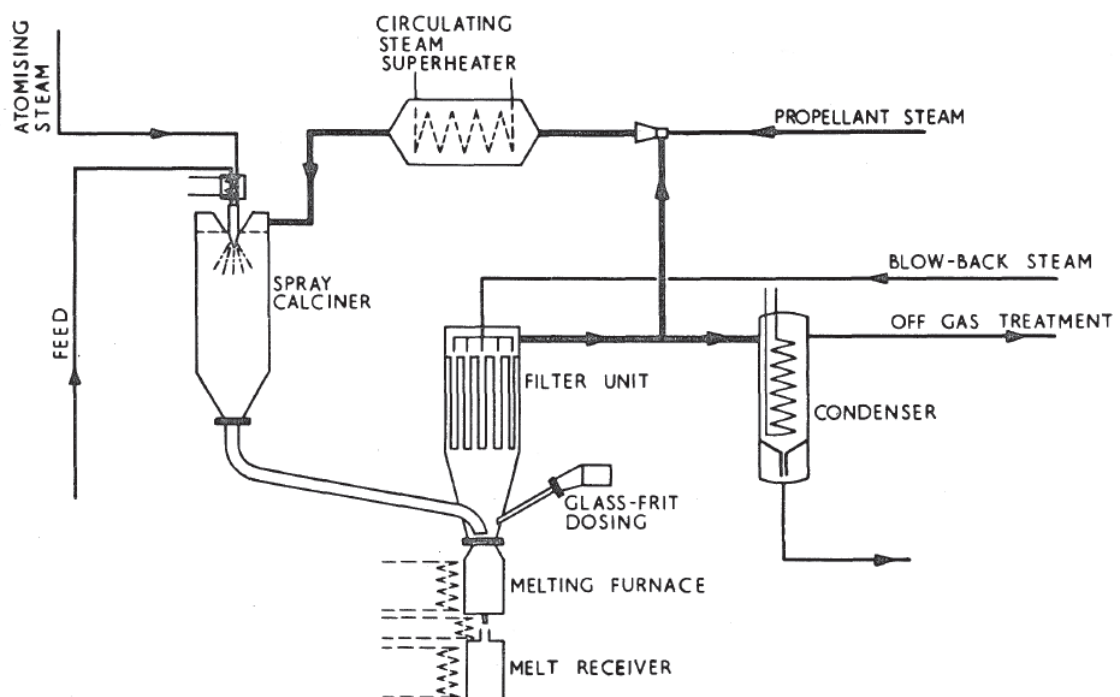 CIRCULATING
STEAM
SUPERHEATER
ATOMISING
STEAM
PROPELLANT STEAM
BLOW-BACK STEAM
SPRAY
CALCINER
OFF GAS TREATMENT
FEED
FILTER UNIT
CONDENSER
GLASS-FRIT
DOSING
MELTING FURNACE
MELT RECEIVER